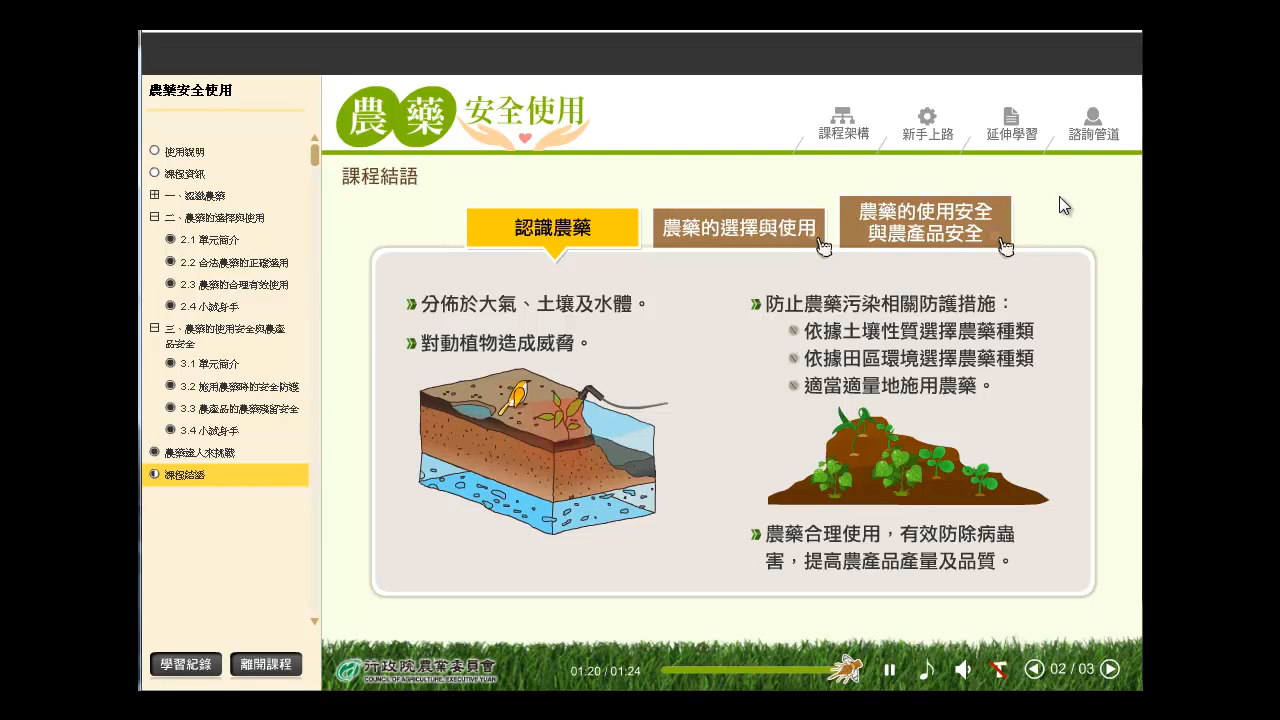 農藥安全使用
使用說明
課程資訊
一、認識農藥
二、農藥的選擇與使用
2.1 單元簡介
2.2 合法農藥的正確選用
2.3 農藥的合理有效使用
2.4 小試身手
三、農藥的使用安全與農產
品安全
3.1 單元簡介
3.2 施用農藥時的安全防護
3.3 農產品的農藥殘留安全
3.4 小試身手
農藥達人來挑戰
課程結語
學習紀錄
離開課程
農藥 安全使用
課程架構
新手上路
延伸學習
諮詢管道
課程結語
認識農藥
農藥的選擇與使用
農藥的使用安全
與農產品安全
分佈於大氣、土壤及水體。
對動植物造成威脅。
防止農藥污染相關防護措施：
依據土壤性質選擇農藥種類
依據田區環境選擇農藥種類
適當適量地施用農藥。
農藥合理使用，有效防除病蟲
害，提高農產品產量及品質。
行政院農業委員會
COUNCIL OF AGRICULTURE, EXECUTIVE YUAN
01:20 / 01:24
02 / 03